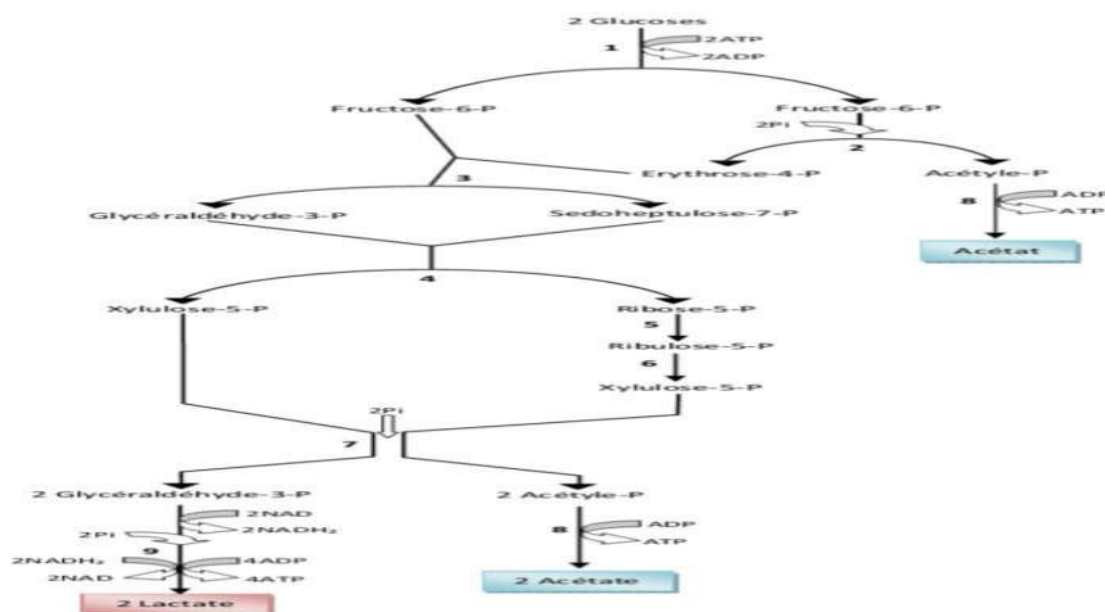 2 Glucoses
1
2ATP
2ADP
Fructose-6-P
Fructose-6-P
2Pi
2
Erythrose-4-P
Acétyle-P
3
8
ADP
ATP
Glycéraldéhyde-3-P
Sedoheptulose-7-P
Acétat
4
Xylulose-5-P
Ribose-5-P
5
Ribulose-5-P
6
Xylulose-5-P
2Pi
7
2 Glycéraldéhyde-3-P
2 Acétyle-P
2NAD
2NADH₂
2Pi
9
8
ADP
ATP
2NADH₂
4ADP
2NAD
4ATP
2 Lactate
2 Acétate